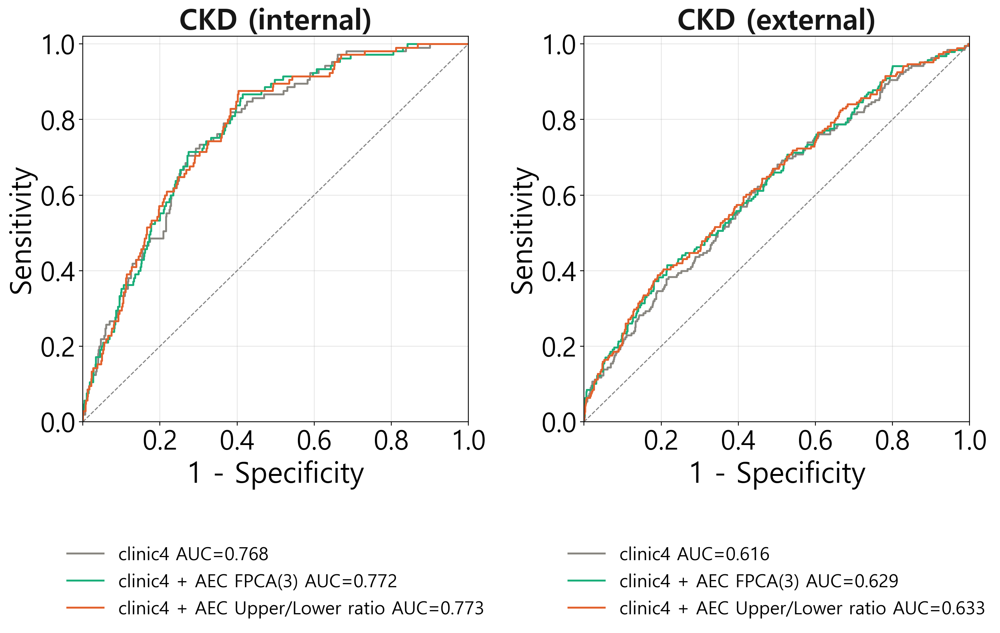 CKD (internal)
1.0
0.8
0.6
0.4
0.2
0.0
Sensitivity
0.2 0.4 0.6 0.8 1.0
1 - Specificity
clinic4 AUC=0.768
clinic4 + AEC FPCA(3) AUC=0.772
clinic4 + AEC Upper/Lower ratio AUC=0.773
CKD (external)
1.0
0.8
0.6
0.4
0.2
0.0
Sensitivity
0.2 0.4 0.6 0.8 1.0
1 - Specificity
clinic4 AUC=0.616
clinic4 + AEC FPCA(3) AUC=0.629
clinic4 + AEC Upper/Lower ratio AUC=0.633